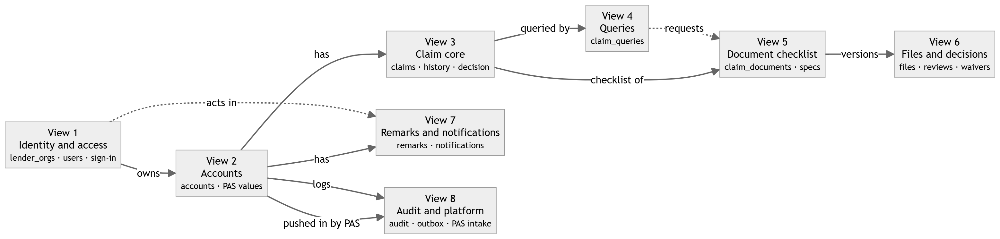 View 1
Identity and access
lender_orgs · users · sign-in
owns
acts in
View 2
Accounts
accounts · PAS values
has
has
logs
pushed in by PAS
View 3
Claim core
claims · history · decision
queried by
checklist of
View 4
Queries
claim_queries
requests
View 5
Document checklist
claim_documents · specs
versions
View 6
Files and decisions
files · reviews · waivers
View 7
Remarks and notifications
remarks · notifications
View 8
Audit and platform
audit · outbox · PAS intake